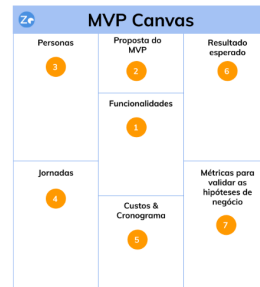 Ze
MVP Canvas
Personas
3
Proposta do
MVP
2
Resultado
esperado
6
Funcionalidades
1
Jornadas
4
Custos &
Cronograma
5
Métricas para
validar as
hipóteses de
negócio
7